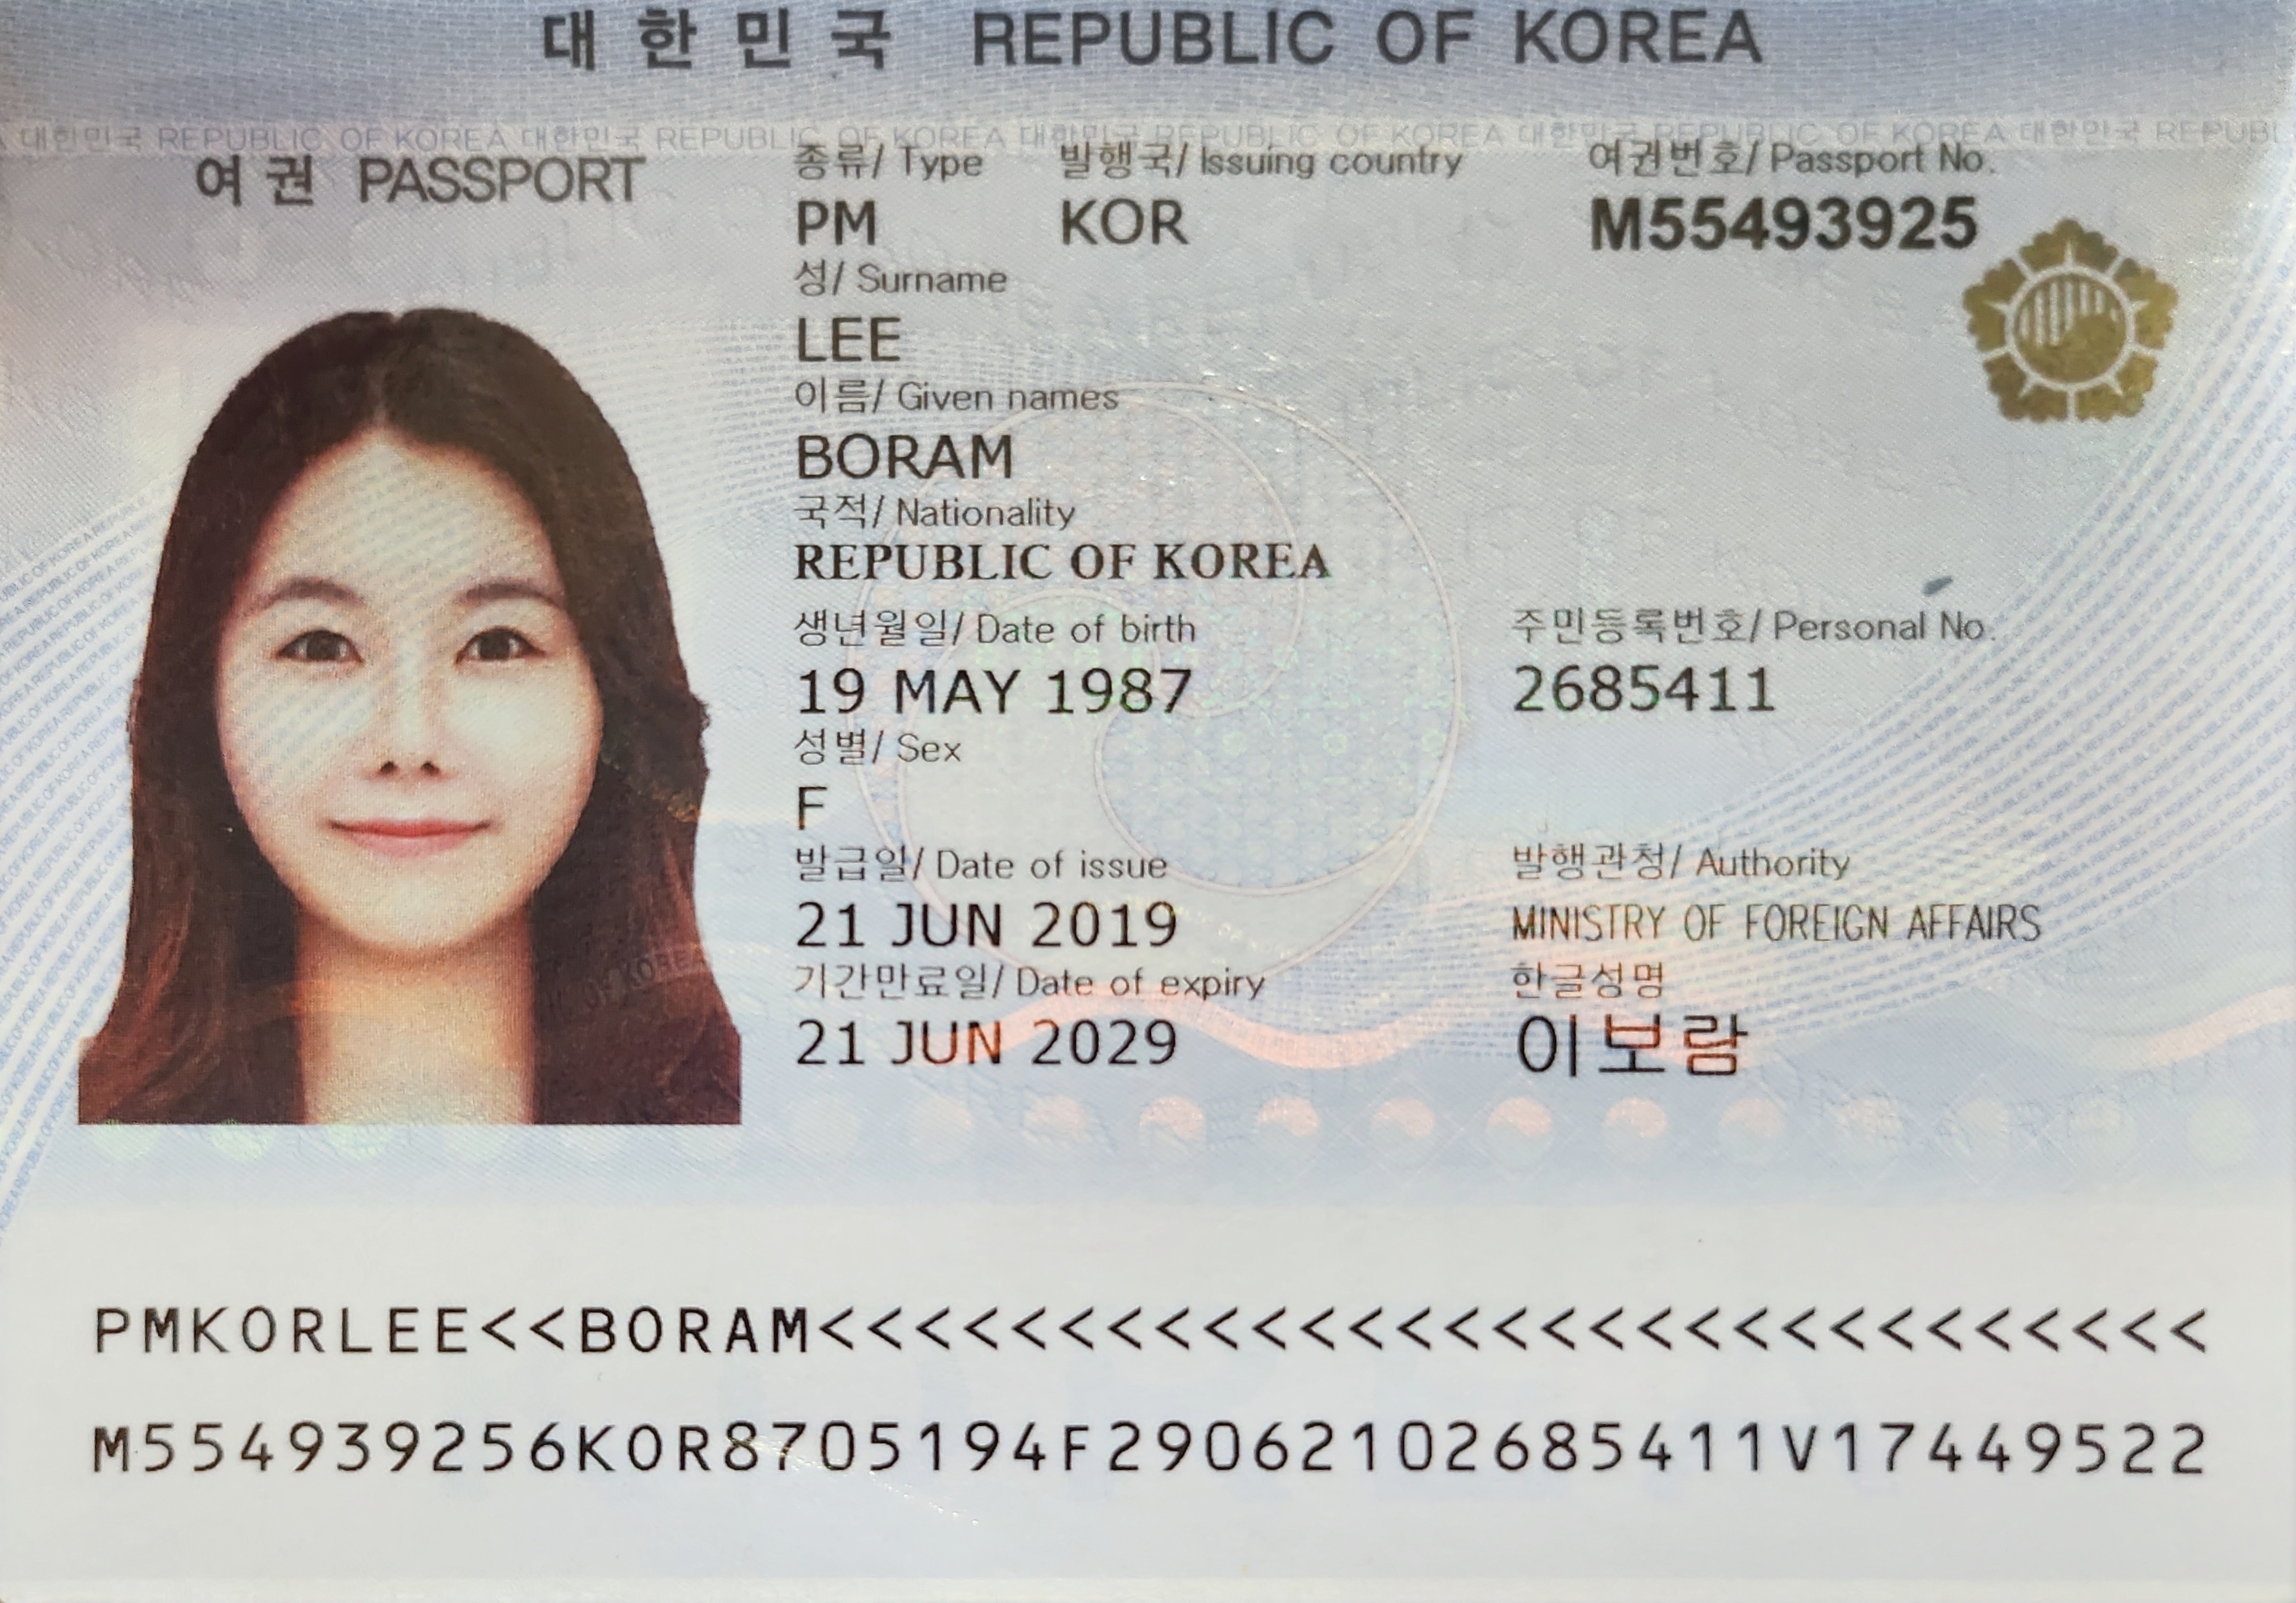 대한민국 REPUBLIC OF KOREA
대한민국 REPUBLIC OF KOREA 대한민국 REPUBLIC OF KOREA 대한민국 REPUBLIC OF KOREA 대한민국 REPUBLIC OF KOREA 대한민국
여권 PASSPORT
종류/ Type 발행국/ Issuing country 여권번호/ Passport No.
PM KOR M55493925
성/ Surname
LEE
이름/ Given names
BORAM
국적/ Nationality
REPUBLIC OF KOREA
생년월일/ Date of birth 주민등록번호/ Personal No.
19 MAY 1987 2685411
성별/ Sex
F
발급일/ Date of issue 발행관청/ Authority
21 JUN 2019 MINISTRY OF FOREIGN AFFAIRS
기간만료일/ Date of expiry 한글성명
21 JUN 2029 이보람
PMKORLEE<<BORAM<<<<<<<<<<<<<<<<<<<<<<<<<<<<<
M554939256KOR8705194F29062102685411V17449522